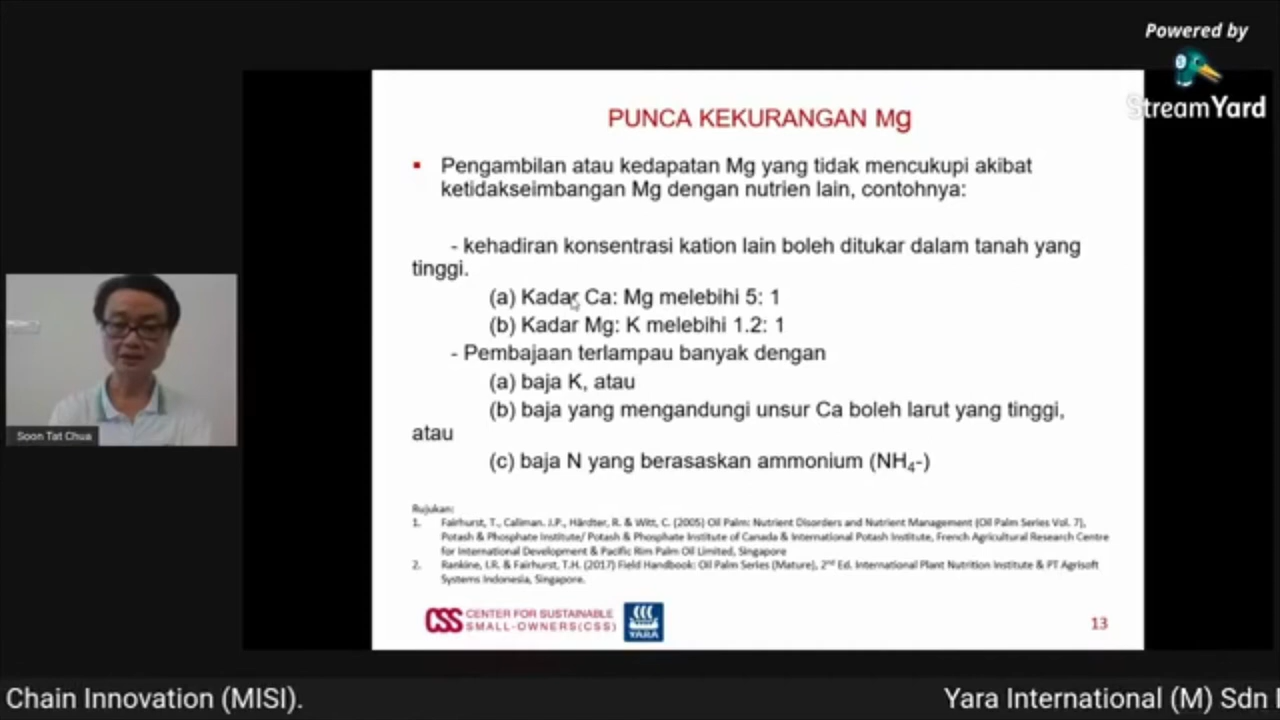 Powered by
StreamYard
PUNCA KEKURANGAN Mg
▪ Pengambilan atau kedapatan Mg yang tidak mencukupi akibat
ketidakseimbangan Mg dengan nutrien lain, contohnya:
- kehadiran konsentrasi kation lain boleh ditukar dalam tanah yang
tinggi.
(a) Kadar Ca: Mg melebihi 5: 1
(b) Kadar Mg: K melebihi 1.2: 1
- Pembajaan terlampau banyak dengan
(a) baja K, atau
(b) baja yang mengandungi unsur Ca boleh larut yang tinggi,
atau
(c) baja N yang berasaskan ammonium (NH₄-)
Soon Tat Chua
Rujukan:
1. Fairhurst, T., Caliman. J.P., Härdter, R. & Witt, C. (2005) Oil Palm: Nutrient Disorders and Nutrient Management (Oil Palm Series Vol. 7),
Potash & Phosphate Institute/ Potash & Phosphate Institute of Canada & International Potash Institute, French Agricultural Research Centre
for International Development & Pacific Rim Palm Oil Limited, Singapore
2. Rankine, I.R. & Fairhurst, T.H. (2017) Field Handbook: Oil Palm Series (Mature), 2nd Ed. International Plant Nutrition Institute & PT Agrisoft
Systems Indonesia, Singapore.
CSS CENTER FOR SUSTAINABLE
SMALL-OWNERS(CSS)
YARA
13
Chain Innovation (MISI).
Yara International (M) Sdn